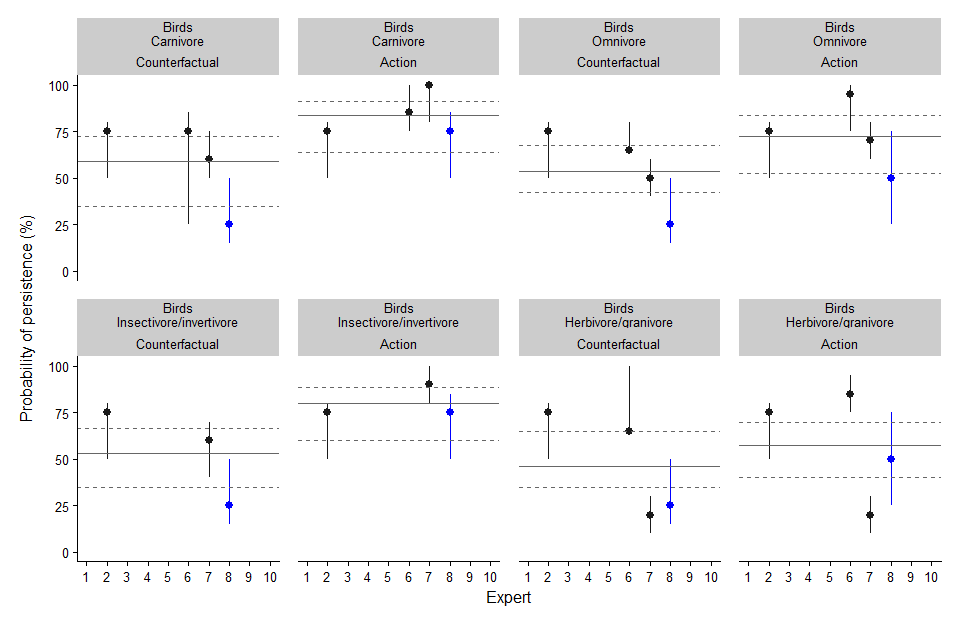 Birds
Carnivore
Counterfactual
Birds
Carnivore
Action
Birds
Omnivore
Counterfactual
Birds
Omnivore
Action
100
75
50
25
0
Probability of persistence (%)
Birds
Insectivore/invertivore
Counterfactual
Birds
Insectivore/invertivore
Action
Birds
Herbivore/granivore
Counterfactual
Birds
Herbivore/granivore
Action
100
75
50
25
0
1 2 3 4 5 6 7 8 9 10
1 2 3 4 5 6 7 8 9 10
1 2 3 4 5 6 7 8 9 10
1 2 3 4 5 6 7 8 9 10
Expert